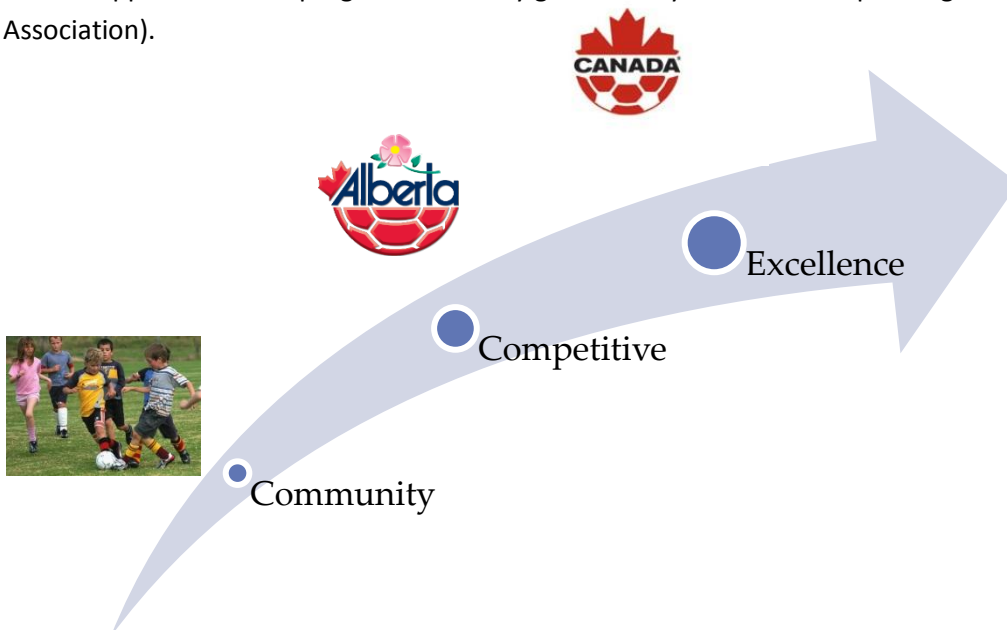 Association).
CANADA
Alberta
Excellence
Competitive
Community